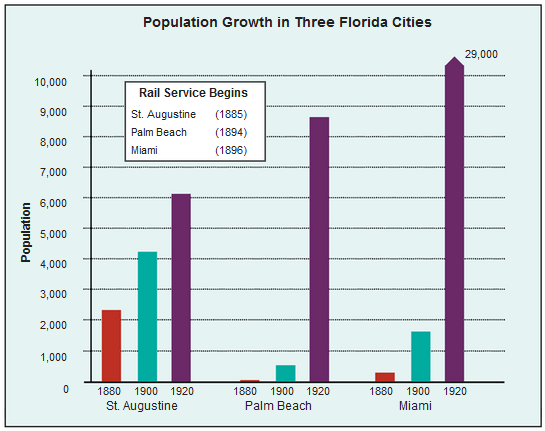 Population Growth in Three Florida Cities
29,000
Rail Service Begins
St. Augustine (1885)
Palm Beach (1894)
Miami (1896)
Population
10,000
9,000
8,000
7,000
6,000
5,000
4,000
3,000
2,000
1,000
0
1880 1900 1920 1880 1900 1920 1880 1900 1920
St. Augustine Palm Beach Miami